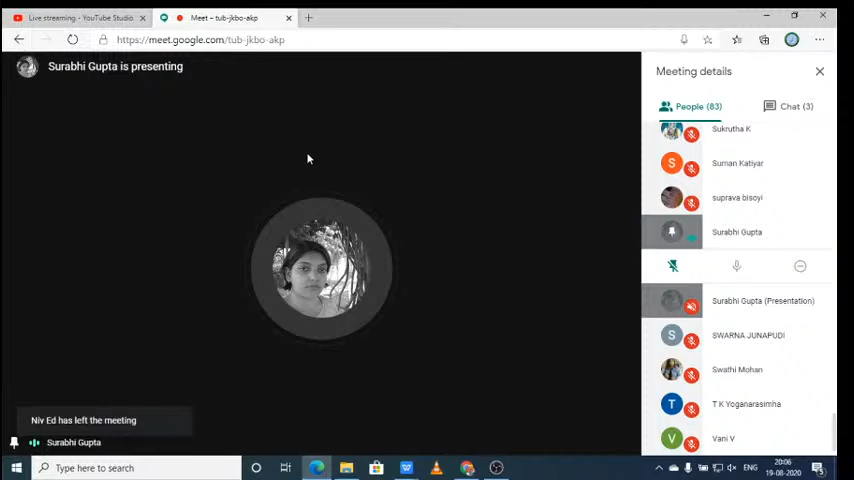 Live streaming - YouTube Studio
Meet – tub-jkbo-akp
https://meet.google.com/tub-jkbo-akp
Surabhi Gupta is presenting
Meeting details
People (83)
Chat (3)
Sukrutha K
S
Suman Katiyar
suprava bisoyi
Surabhi Gupta
Surabhi Gupta (Presentation)
S
SWARNA JUNAPUDI
Swathi Mohan
T
T K Yoganarasimha
V
Vani V
Niv Ed has left the meeting
Surabhi Gupta
Type here to search
ENG
20:06
19-08-2020
5